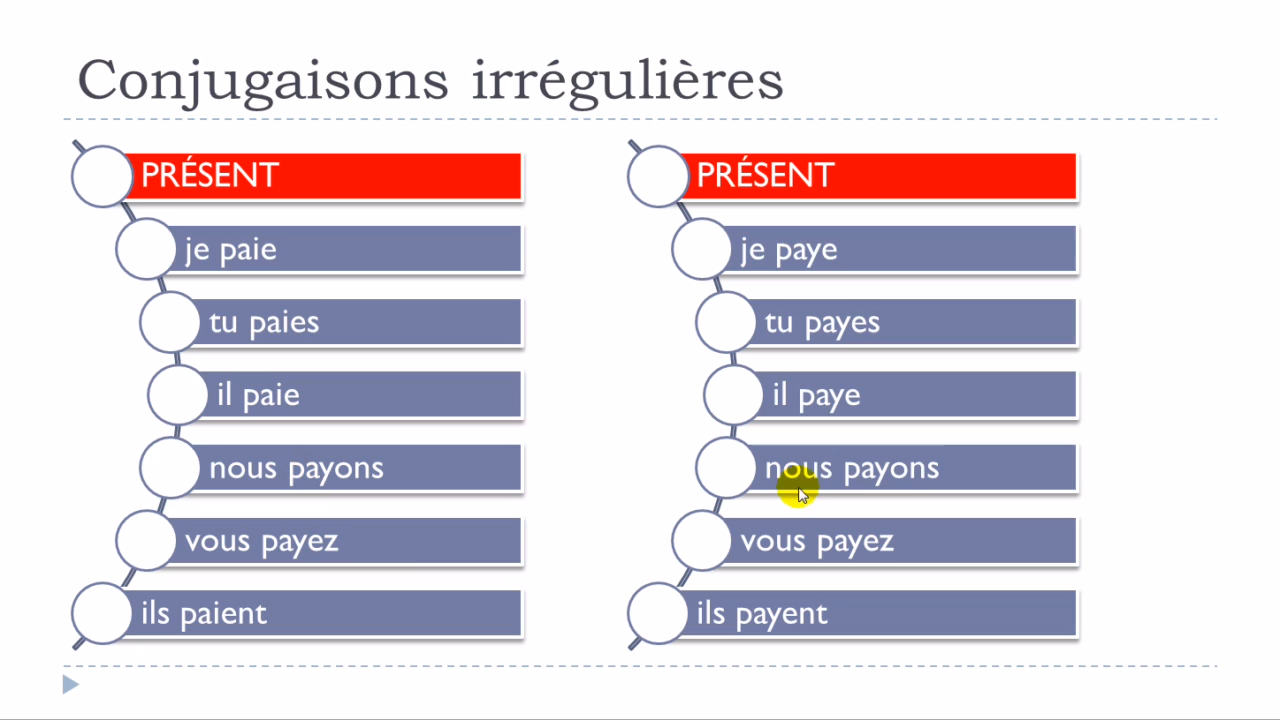 Conjugaisons irrégulières
PRÉSENT
je paie
tu paies
il paie
nous payons
vous payez
ils paient
PRÉSENT
je paye
tu payes
il paye
nous payons
vous payez
ils payent